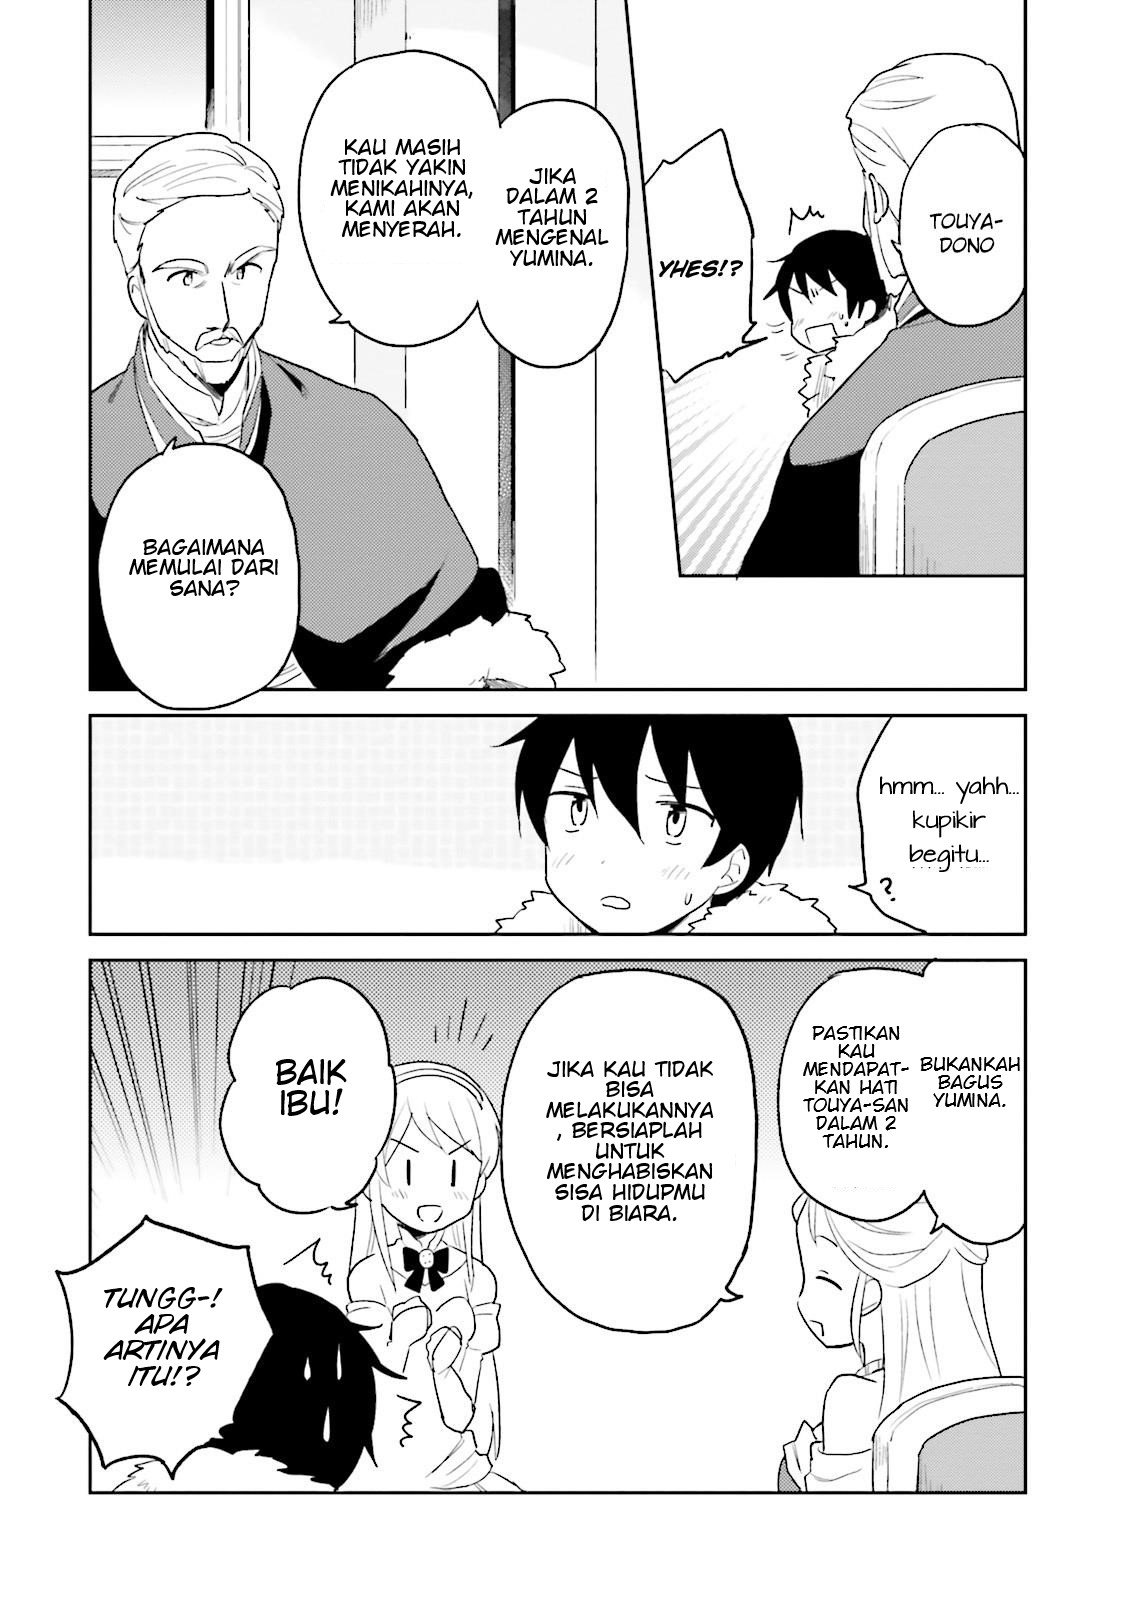 TOUYA-
DONO
YHES!?
JIKA
DALAM 2
TAHUN
MENGENAL
YUMINA.
KAU MASIH
TIDAK YAKIN
MENIKAHINYA,
KAMI AKAN
MENYERAH.
BAGAIMANA
MEMULAI DARI
SANA?
hmm... yahh...
kupikir
begitu...
?
BUKANKAH
BAGUS
YUMINA.
PASTIKAN
KAU
MENDAPAT-
KAN HATI
TOUYA-SAN
DALAM 2
TAHUN.
JIKA KAU TIDAK
BISA
MELAKUKANNYA
, BERSIAPLAH
UNTUK
MENGHABISKAN
SISA HIDUPMU
DI BIARA.
BAIK
IBU!
TUNGG-!
APA
ARTINYA
ITU!?